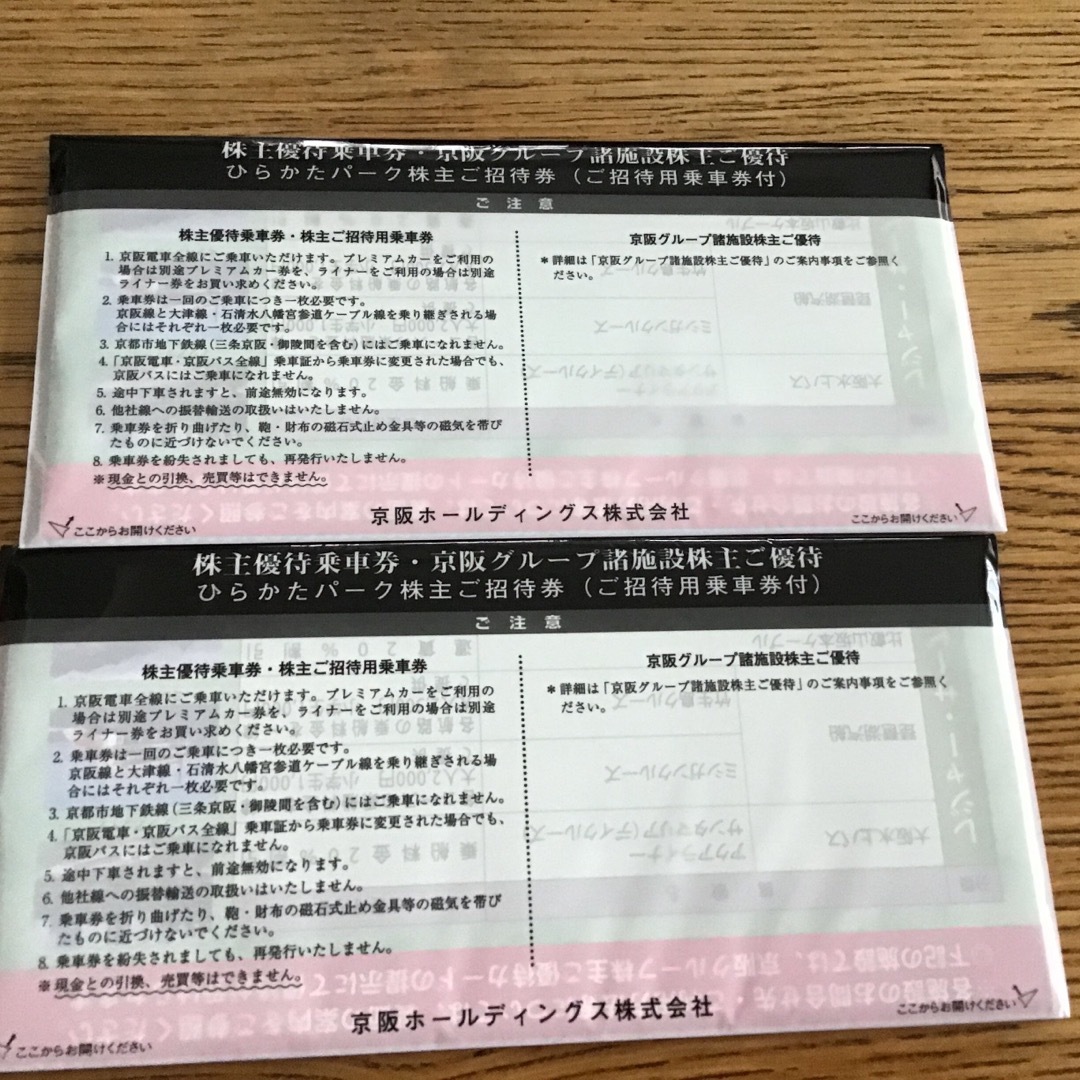 株主優待乗車券・京阪グループ諸施設株主ご優待
ひらかたパーク株主ご招待券（ご招待用乗車券付）
ご注意
株主優待乗車券・株主ご招待用乗車券
1. 京阪電車全線にご乗車いただけます。プレミアムカーをご利用の
場合は別途プレミアムカー券を、ライナーをご利用の場合は別途
ライナー券をお買い求めください。
2. 乗車券は一回のご乗車につき一枚必要です。
京阪線と大津線・石清水八幡宮参道ケーブル線を乗り継ぎされる場
合にはそれぞれ一枚必要です。
3. 京都市地下鉄線(三条京阪・御陵間を含む)にはご乗車になれません。
4.「京阪電車・京阪バス全線」乗車証から乗車券に変更された場合でも、
京阪バスにはご乗車になれません。
5. 途中下車されますと、前途無効になります。
6. 他社線への振替輸送の取扱いはいたしません。
7. 乗車券を折り曲げたり、鞄・財布の磁石式止め金具等の磁気を帯び
たものに近づけないでください。
8. 乗車券を紛失されましても、再発行いたしません。
※現金との引換、売買等はできません。
京阪グループ諸施設株主ご優待
＊詳細は「京阪グループ諸施設株主ご優待」のご案内事項をご参照く
ださい。
京阪ホールディングス株式会社
ここからお開けください
ここからお開けください
株主優待乗車券・京阪グループ諸施設株主ご優待
ひらかたパーク株主ご招待券（ご招待用乗車券付）
ご注意
株主優待乗車券・株主ご招待用乗車券
1. 京阪電車全線にご乗車いただけます。プレミアムカーをご利用の
場合は別途プレミアムカー券を、ライナーをご利用の場合は別途
ライナー券をお買い求めください。
2. 乗車券は一回のご乗車につき一枚必要です。
京阪線と大津線・石清水八幡宮参道ケーブル線を乗り継ぎされる場
合にはそれぞれ一枚必要です。
3. 京都市地下鉄線(三条京阪・御陵間を含む)にはご乗車になれません。
4.「京阪電車・京阪バス全線」乗車証から乗車券に変更された場合でも、
京阪バスにはご乗車になれません。
5. 途中下車されますと、前途無効になります。
6. 他社線への振替輸送の取扱いはいたしません。
7. 乗車券を折り曲げたり、鞄・財布の磁石式止め金具等の磁気を帯び
たものに近づけないでください。
8. 乗車券を紛失されましても、再発行いたしません。
※現金との引換、売買等はできません。
京阪グループ諸施設株主ご優待
＊詳細は「京阪グループ諸施設株主ご優待」のご案内事項をご参照く
ださい。
京阪ホールディングス株式会社
ここからお開けください
ここからお開けください